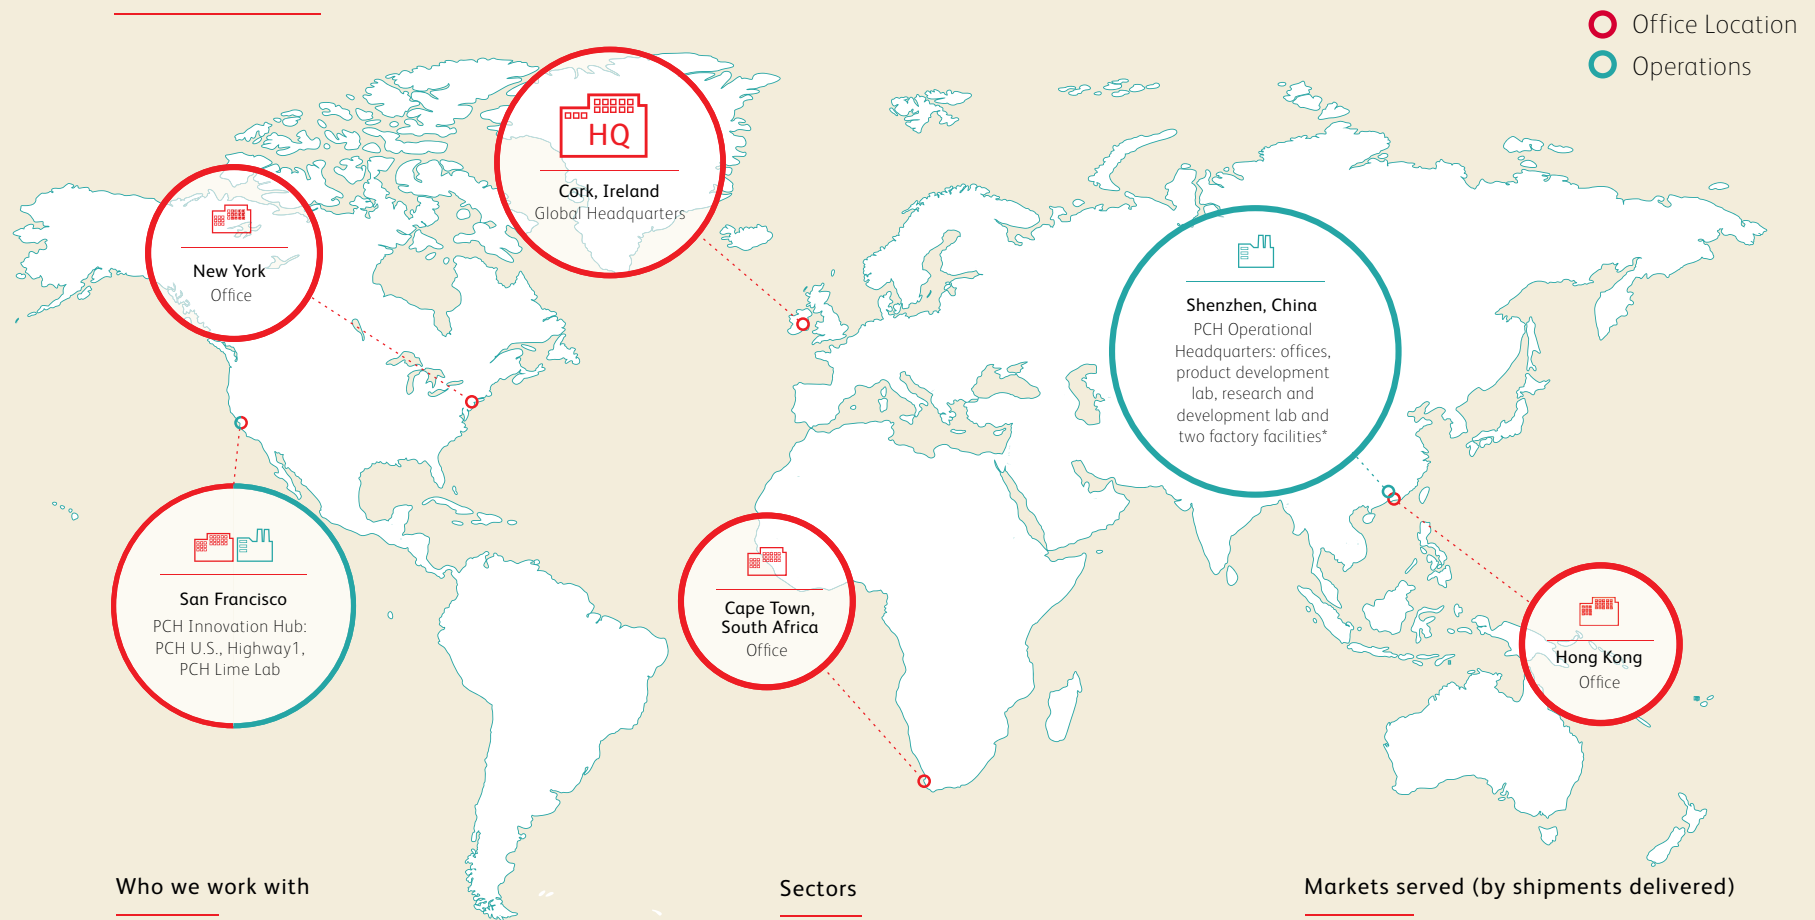 Office Location
Operations
HQ
Cork, Ireland
Global Headquarters
New York
Office
Shenzhen, China
PCH Operational
Headquarters: offices,
product development
lab, research and
development lab and
two factory facilities*
San Francisco
PCH Innovation Hub:
PCH U.S., Highway1,
PCH Lime Lab
Cape Town,
South Africa
Office
Hong Kong
Office
Who we work with
Sectors
Markets served (by shipments delivered)